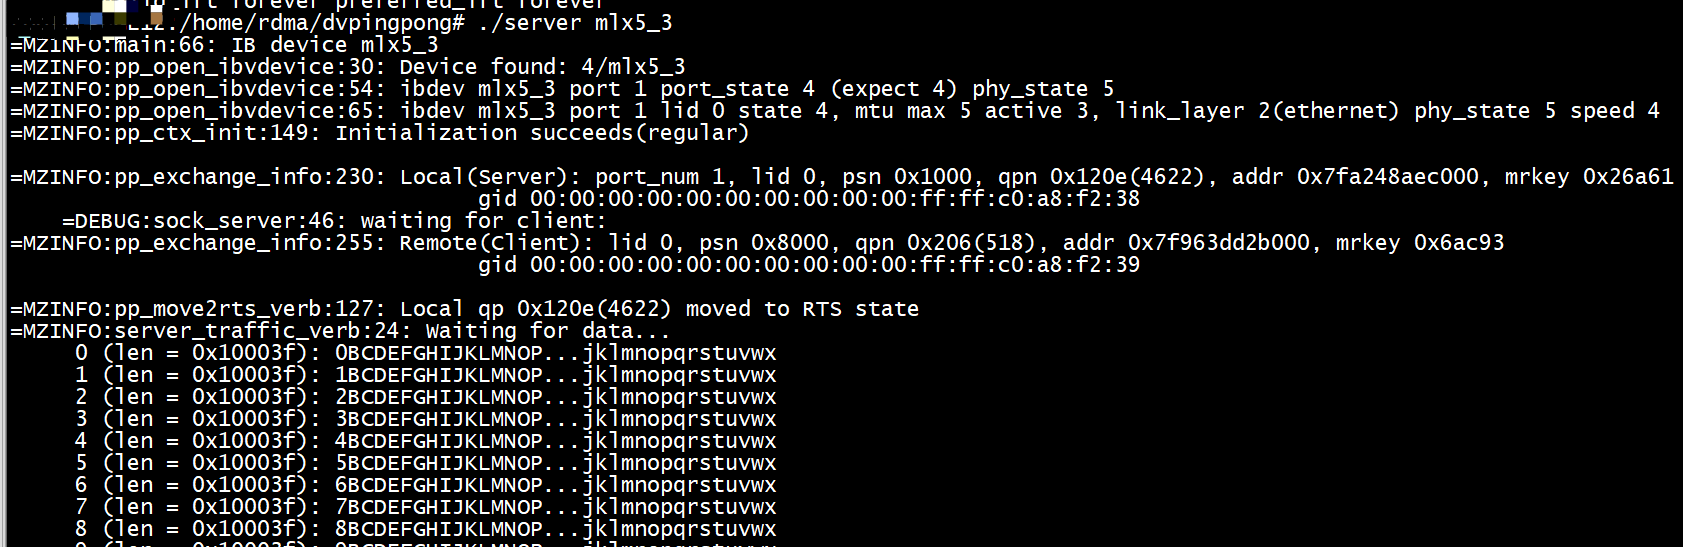 forever preferred_lft forever
:/home/rdma/dvpingpong# ./server mlx5_3
=MZINFO:main:66: IB device mlx5_3
=MZINFO:pp_open_ibvdevice:30: Device found: 4/mlx5_3
=MZINFO:pp_open_ibvdevice:54: ibdev mlx5_3 port 1 port_state 4 (expect 4) phy_state 5
=MZINFO:pp_open_ibvdevice:65: ibdev mlx5_3 port 1 lid 0 state 4, mtu max 5 active 3, link_layer 2(ethernet) phy_state 5 speed 4
=MZINFO:pp_ctx_init:149: Initialization succeeds(regular)
=MZINFO:pp_exchange_info:230: Local(Server): port_num 1, lid 0, psn 0x1000, qpn 0x120e(4622), addr 0x7fa248aec000, mrkey 0x26a61
gid 00:00:00:00:00:00:00:00:00:00:ff:ff:c0:a8:f2:38
=DEBUG:sock_server:46: waiting for client:
=MZINFO:pp_exchange_info:255: Remote(Client): lid 0, psn 0x8000, qpn 0x206(518), addr 0x7f963dd2b000, mrkey 0x6ac93
gid 00:00:00:00:00:00:00:00:00:00:ff:ff:c0:a8:f2:39
=MZINFO:pp_move2rts_verb:127: Local qp 0x120e(4622) moved to RTS state
=MZINFO:server_traffic_verb:24: Waiting for data...
0 (len = 0x10003f): 0BCDEFGHIJKLMNOP...jklmnopqrstuvwx
1 (len = 0x10003f): 1BCDEFGHIJKLMNOP...jklmnopqrstuvwx
2 (len = 0x10003f): 2BCDEFGHIJKLMNOP...jklmnopqrstuvwx
3 (len = 0x10003f): 3BCDEFGHIJKLMNOP...jklmnopqrstuvwx
4 (len = 0x10003f): 4BCDEFGHIJKLMNOP...jklmnopqrstuvwx
5 (len = 0x10003f): 5BCDEFGHIJKLMNOP...jklmnopqrstuvwx
6 (len = 0x10003f): 6BCDEFGHIJKLMNOP...jklmnopqrstuvwx
7 (len = 0x10003f): 7BCDEFGHIJKLMNOP...jklmnopqrstuvwx
8 (len = 0x10003f): 8BCDEFGHIJKLMNOP...jklmnopqrstuvwx